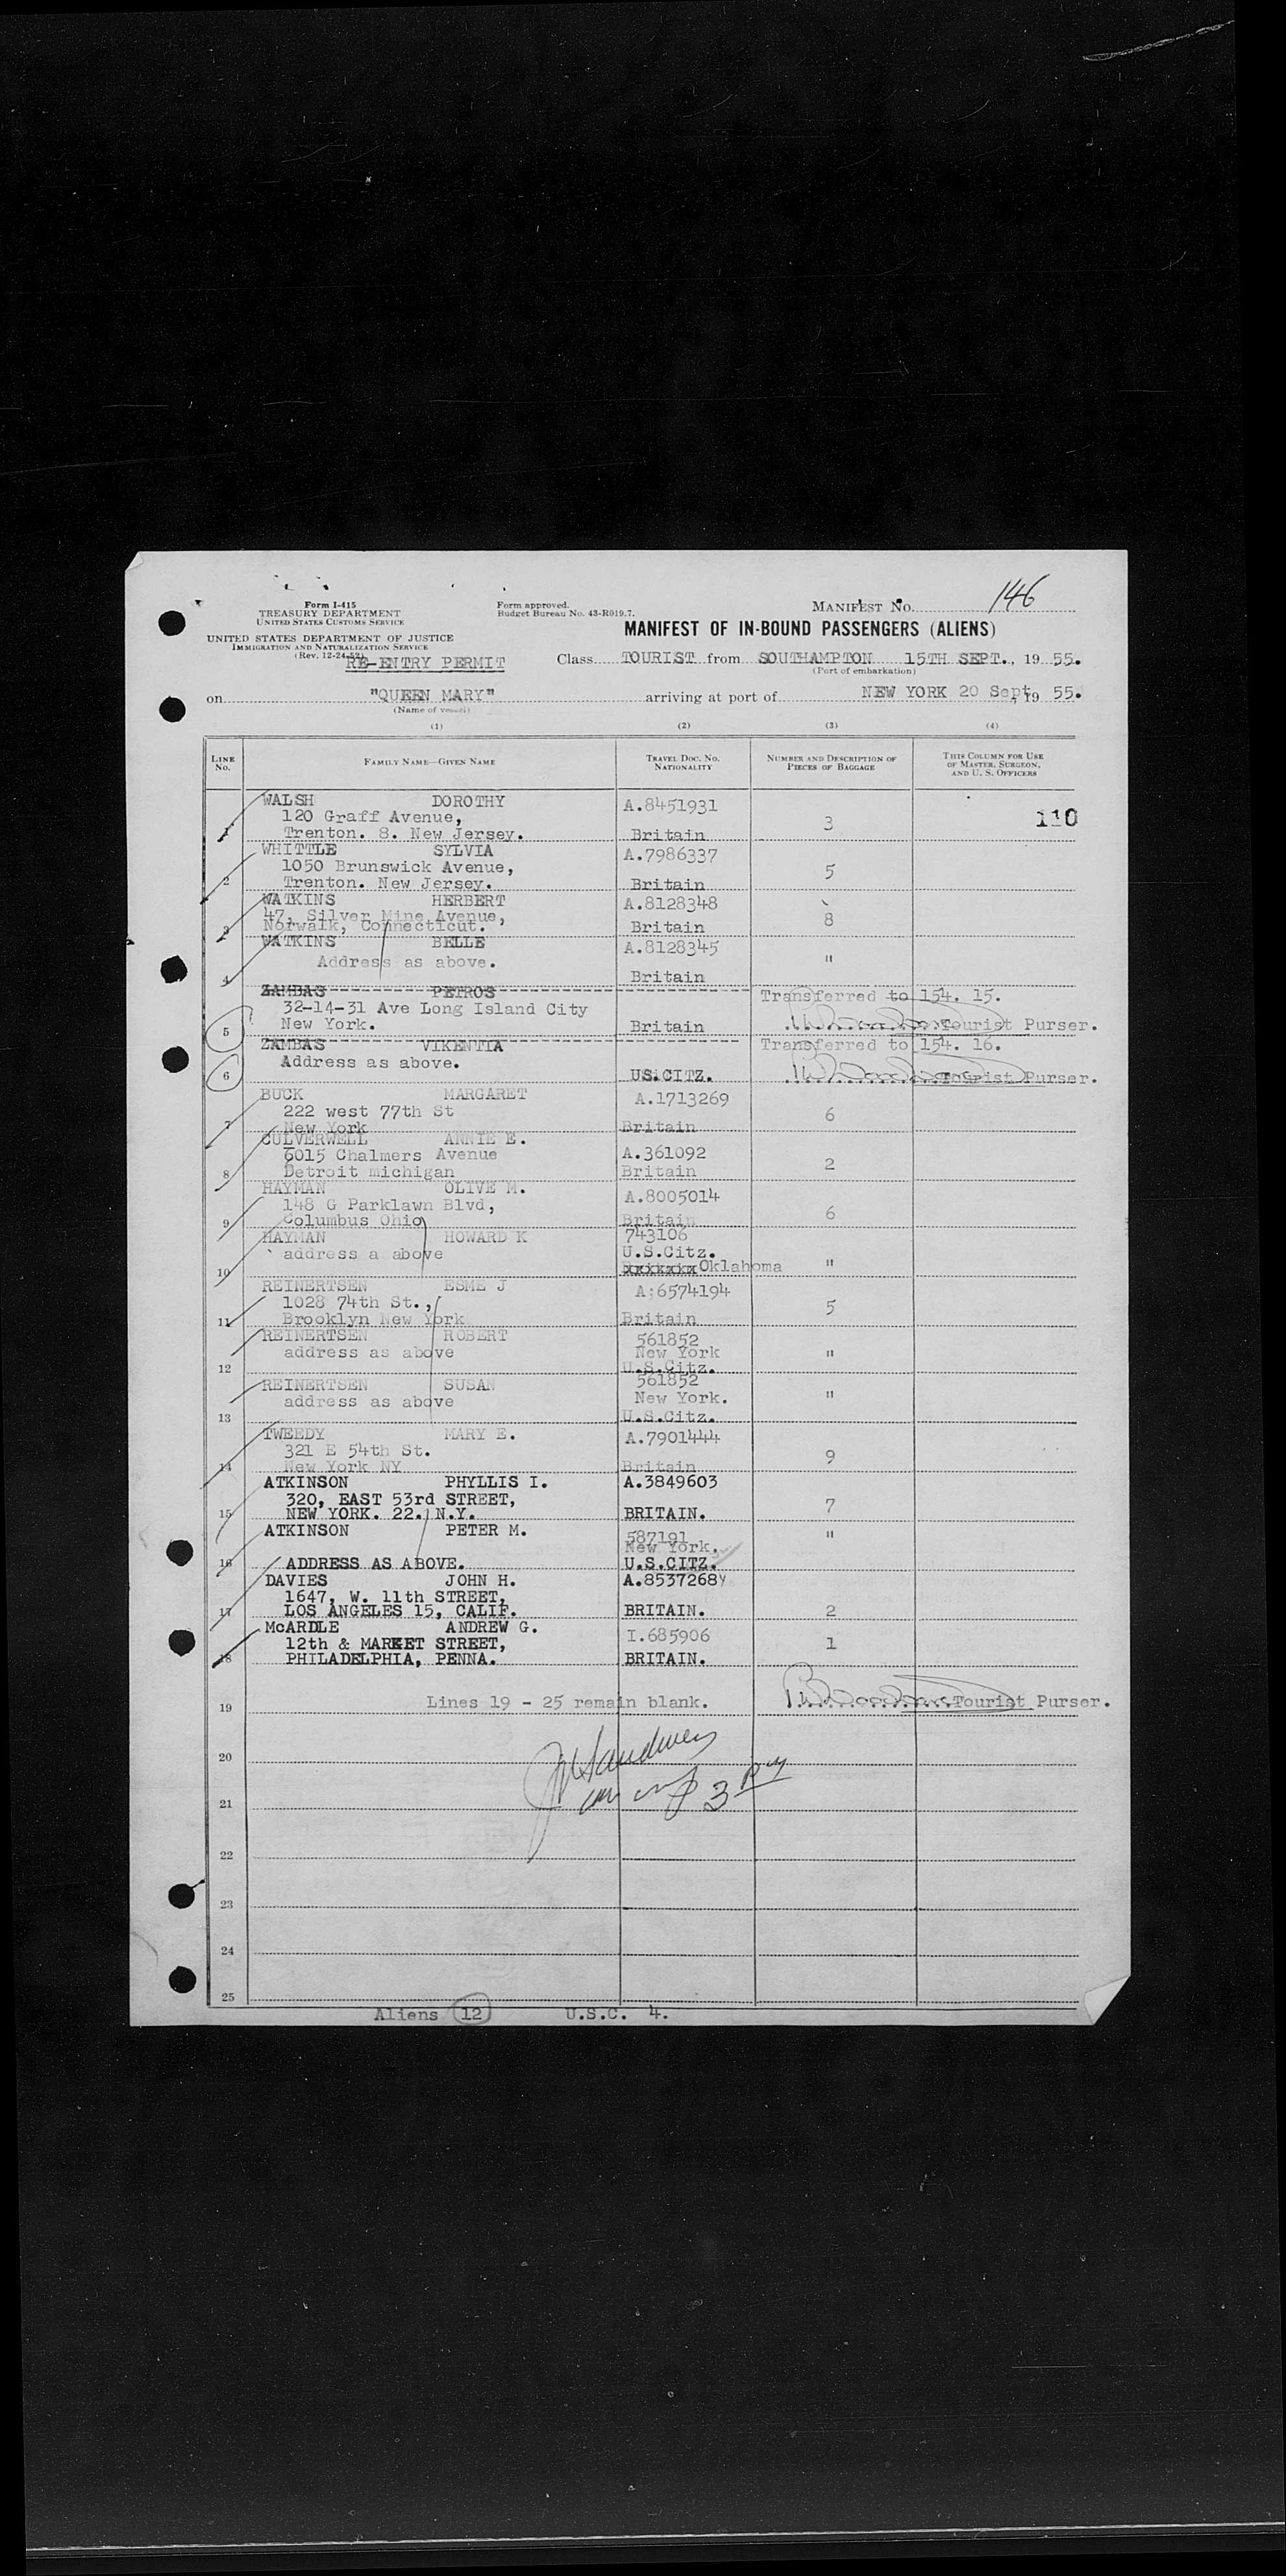 Form I-415
TREASURY DEPARTMENT
UNITED STATES CUSTOMS SERVICE
UNITED STATES DEPARTMENT OF JUSTICE
IMMIGRATION AND NATURALIZATION SERVICE
(Rev. 12-24-52)
Form approved.
Budget Bureau No. 43-R019.7.
MANIFEST NO. 146
MANIFEST OF IN-BOUND PASSENGERS (ALIENS)
RE-ENTRY PERMIT Class TOURIST from SOUTHAMPTON 15TH SEPT., 19 55.
(Port of embarkation)
on "QUEEN MARY" arriving at port of NEW YORK 20 Sept, 19 55.
(Name of vessel)
(1) (2) (3) (4)
LINE NO. FAMILY NAME—GIVEN NAME TRAVEL DOC. NO. NATIONALITY NUMBER AND DESCRIPTION OF PIECES OF BAGGAGE THIS COLUMN FOR USE OF MASTER, SURGEON, AND U. S. OFFICERS
WALSH DOROTHY A.8451931
120 Graff Avenue, 3 110
1 Trenton. 8. New Jersey. Britain
WHITTLE SYLVIA A.7986337
1050 Brunswick Avenue, 5
2 Trenton. New Jersey. Britain
WATKINS HERBERT A.8128348
47, Silver Mine Avenue, 8
3 Norwalk, Connecticut. Britain
WATKINS BELLE A.8128345
Address as above. "
4 Britain
ZAMBAS PETROS Transferred to 154. 15.
32-14-31 Ave Long Island City
5 New York. Britain Tourist Purser.
ZAMBAS VIKENTIA Transferred to 154. 16.
Address as above.
6 US.CITZ. Tourist Purser.
BUCK MARGARET A.1713269
222 west 77th St 6
7 New York Britain
CULVERWELL ANNIE E.
6015 Chalmers Avenue A.361092 2
8 Detroit michigan Britain
HAYMAN OLIVE M. A.8005014
148 G Parklawn Blvd, 6
9 Columbus Ohio Britain
HAYMAN HOWARD K 743106
address a above U.S.Citz.
10 xxxxxxx Oklahoma "
REINERTSEN ESME J A:6574194
1028 74th St., 5
11 Brooklyn New York Britain
REINERTSEN ROBERT 561852
address as above New York "
12 U.S.Citz.
REINERTSEN SUSAN 561852
address as above New York. "
13 U.S.Citz.
TWEEDY MARY E. A.7901444
321 E 54th St. 9
14 New York NY Britain
ATKINSON PHYLLIS I. A.3849603
320, EAST 53rd STREET, 7
15 NEW YORK. 22. N.Y. BRITAIN.
ATKINSON PETER M. 587191 "
New York.
16 ADDRESS AS ABOVE. U.S.CITZ.
DAVIES JOHN H. A.8537268
1647, W. 11th STREET,
17 LOS ANGELES 15, CALIF. BRITAIN. 2
McARDLE ANDREW G. I.685906
12th & MARKET STREET, 1
18 PHILADELPHIA, PENNA. BRITAIN.
19 Lines 19 - 25 remain blank. Tourist Purser.
20
21
22
23
24
25
Aliens 12 U.S.C. 4.